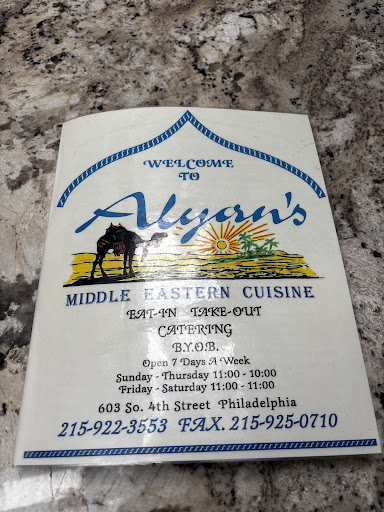 WELCOME
TO
Alyan's
MIDDLE EASTERN CUISINE
EAT-IN TAKE-OUT
CATERING
B.Y.O.B.
Open 7 Days A Week
Sunday - Thursday 11:00 - 10:00
Friday - Saturday 11:00 - 11:00
603 So. 4th Street Philadelphia
215-922-3553 FAX. 215-925-0710